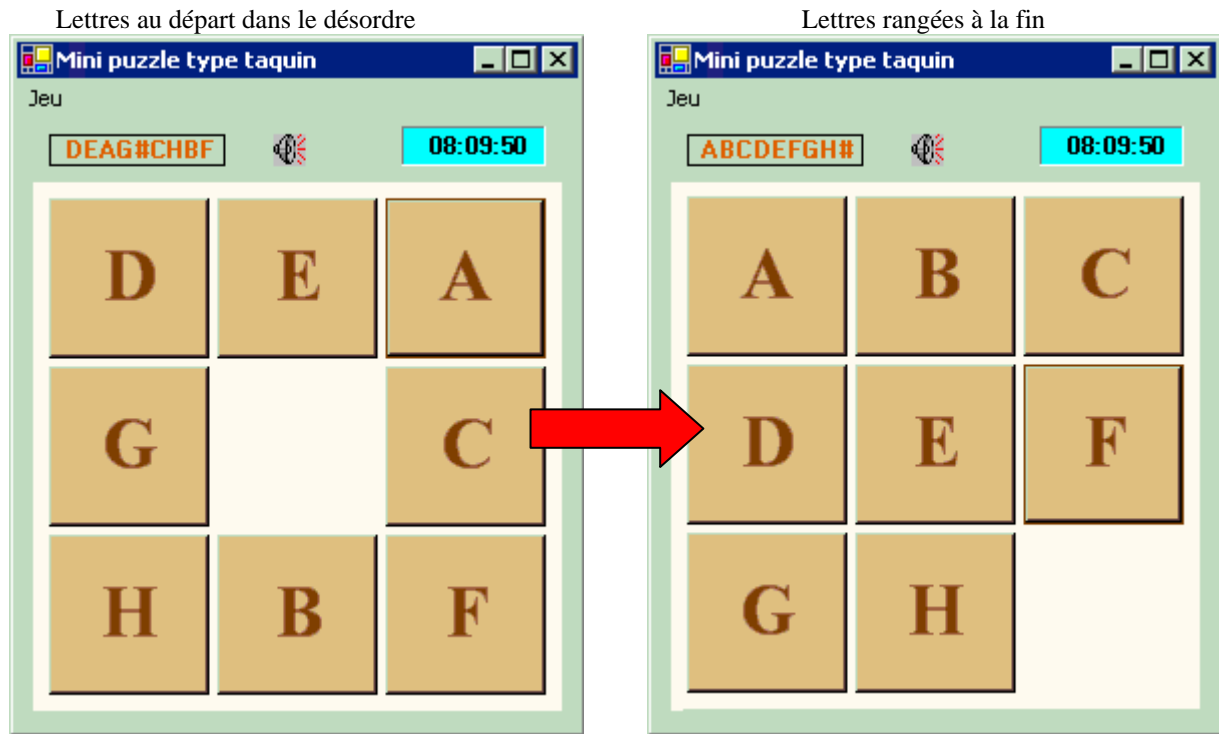 Lettres au départ dans le désordre
Mini puzzle type taquin
Jeu
DEAG#CHBF
08:09:50
D E A
G C
H B F
Lettres rangées à la fin
Mini puzzle type taquin
Jeu
ABCDEFGH#
08:09:50
A B C
D E F
G H